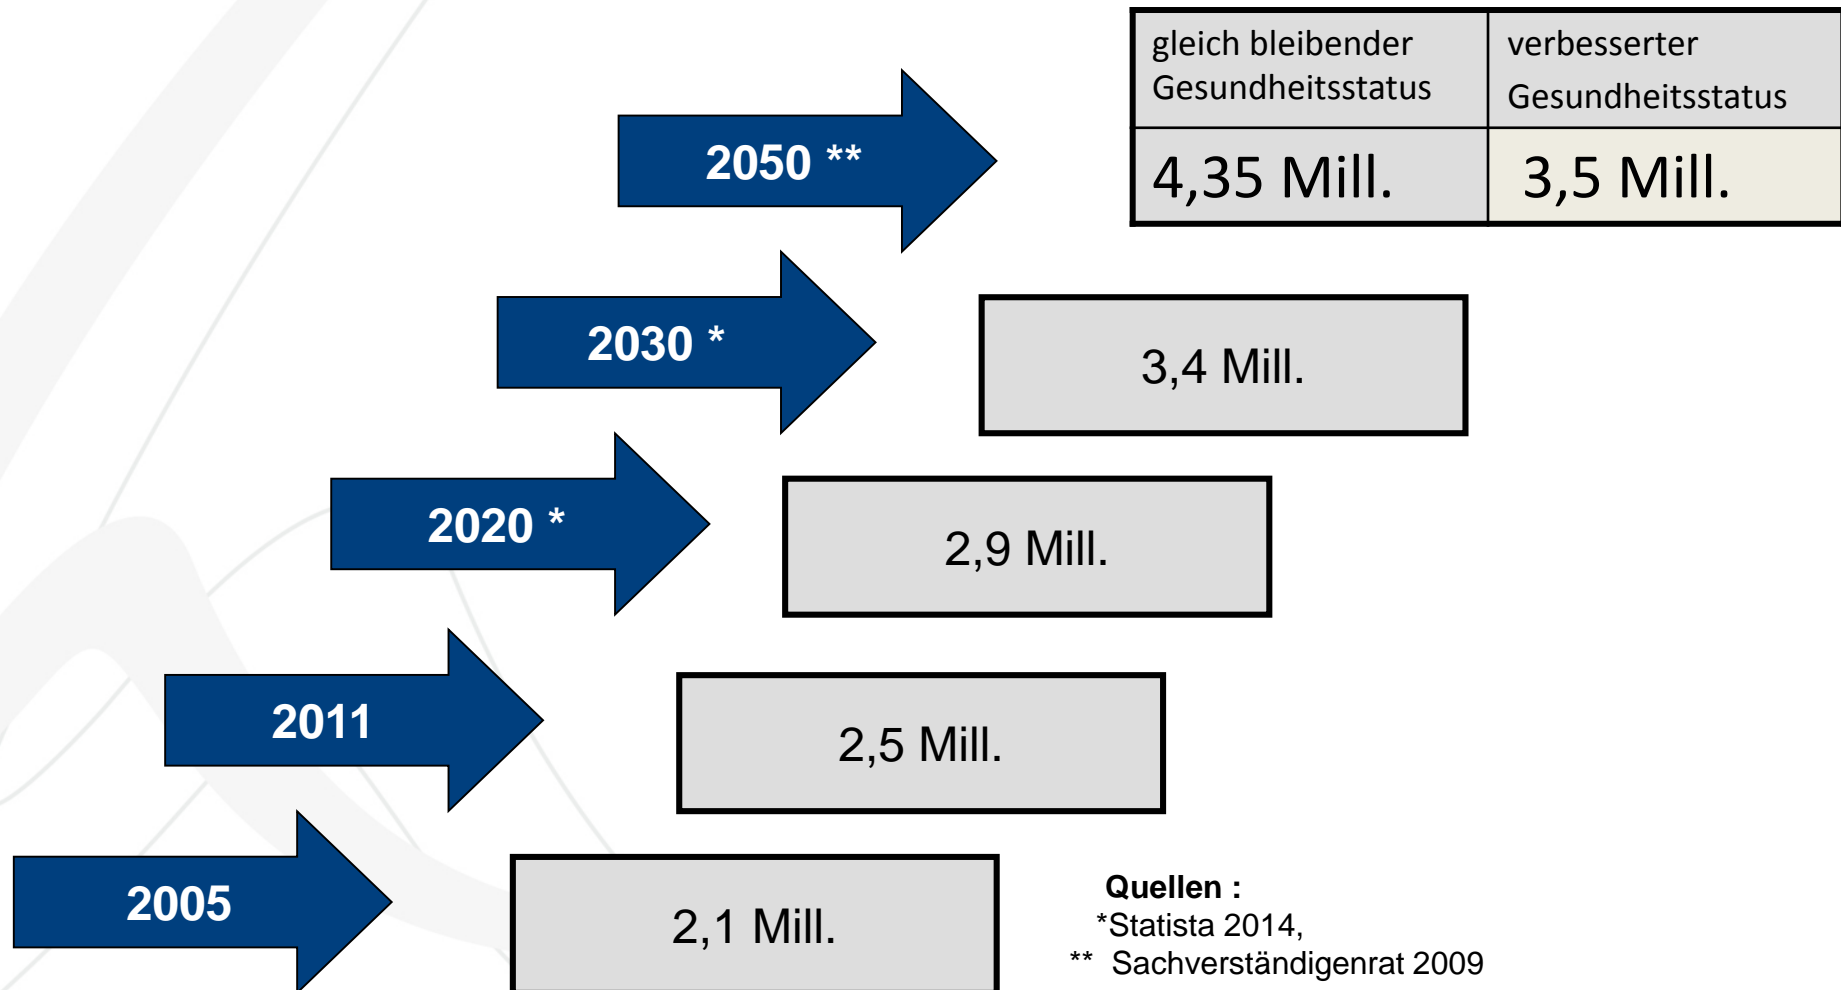 gleich bleibender
Gesundheitsstatus
verbesserter
Gesundheitsstatus
2050 **
4,35 Mill.
3,5 Mill.
2030 *
3,4 Mill.
2020 *
2,9 Mill.
2011
2,5 Mill.
2005
2,1 Mill.
Quellen :
*Statista 2014,
** Sachverständigenrat 2009